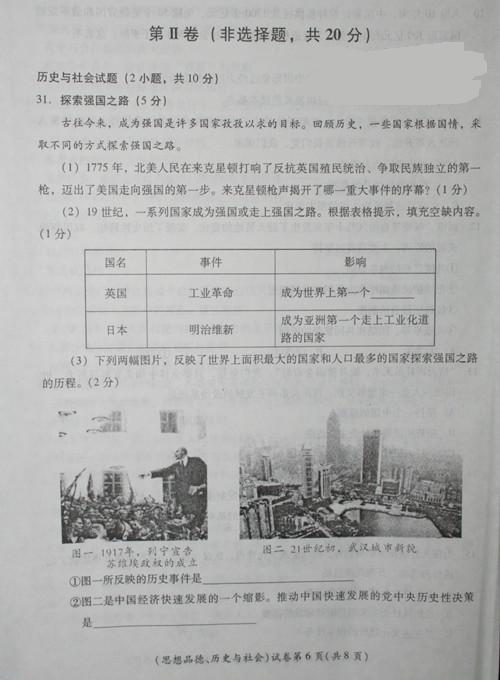 第Ⅱ卷(非选择题,共20分)
历史与社会试题(2小题,共10分)
31. 探索强国之路(5分)
古往今来,成为强国是许多国家孜孜以求的目标。回顾历史,一些国家根据国情,采
取不同的方式探索强国之路。
(1)1775年,北美人民在来克星顿打响了反抗英国殖民统治、争取民族独立的第一
枪,迈出了美国走向强国的第一步。来克星顿枪声揭开了哪一重大事件的序幕?(1分)
(2)19世纪,一系列国家成为强国或走上强国之路。根据表格提示,填充空缺内容。
(1分)
国名 事件 影响
英国 工业革命 成为世界上第一个________
日本 明治维新 成为亚洲第一个走上工业化道
路的国家
(3)下列两幅图片,反映了世界上面积最大的国家和人口最多的国家探索强国之路
的历程。(2分)
图一 1917年,列宁宣告
苏维埃政权的成立
图二 21世纪初,武汉城市新貌
①图一所反映的历史事件是____________________
②图二是中国经济快速发展的一个缩影。推动中国快速发展的党中央历史性决策
是____________________
(思想品德、历史与社会)试卷第6页(共8页)